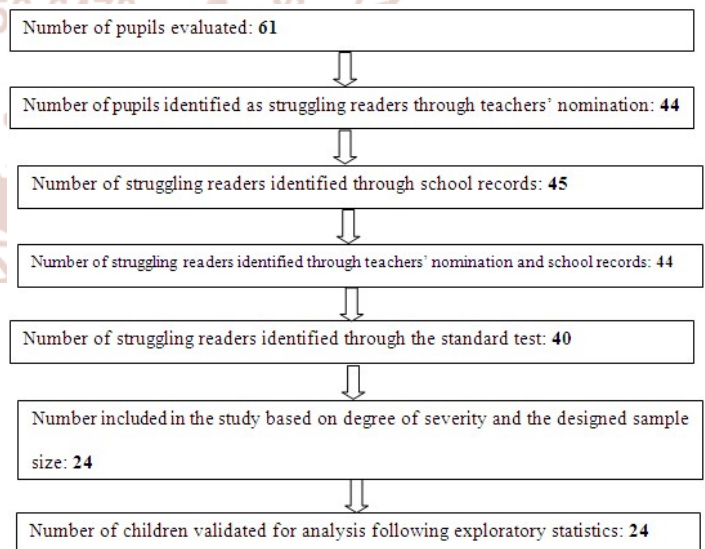 Number of pupils evaluated: 61
Number of pupils identified as struggling readers through teachers' nomination: 44
Number of struggling readers identified through school records: 45
Number of struggling readers identified through teachers' nomination and school records: 44
Number of struggling readers identified through the standard test: 40
Number included in the study based on degree of severity and the designed sample
size: 24
Number of children validated for analysis following exploratory statistics: 24